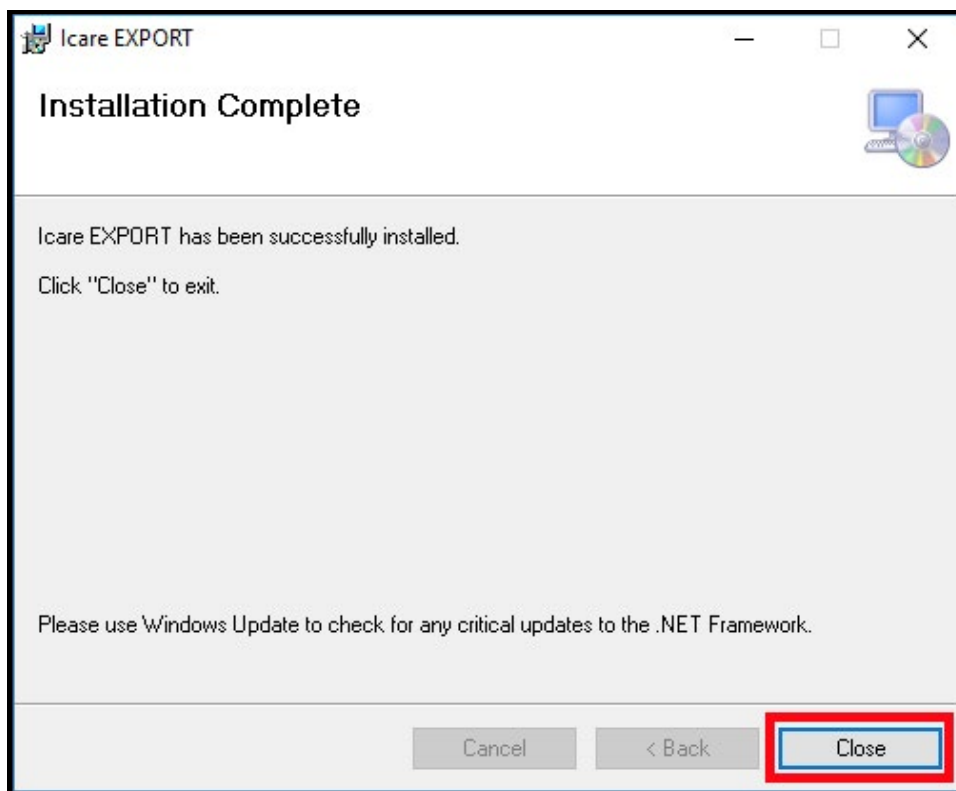 Icare EXPORT
Installation Complete
Icare EXPORT has been successfully installed.
Click "Close" to exit.
Please use Windows Update to check for any critical updates to the .NET Framework.
Cancel
< Back
Close